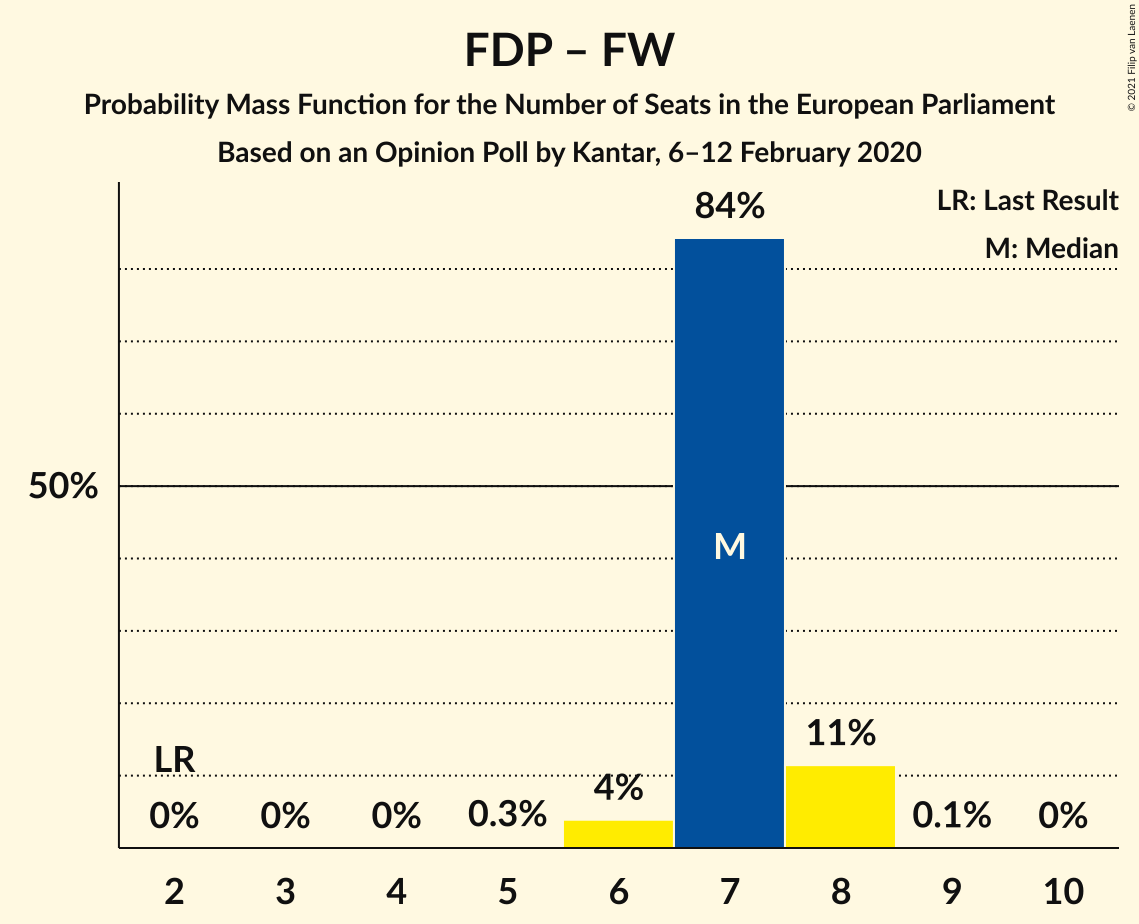 FDP – FW
Probability Mass Function for the Number of Seats in the European Parliament
Based on an Opinion Poll by Kantar, 6–12 February 2020
© 2021 Filip van Laenen
LR: Last Result
M: Median
84%
50%
M
LR
11%
4%
0%
0%
0%
0.3%
0.1%
0%
2 3 4 5 6 7 8 9 10